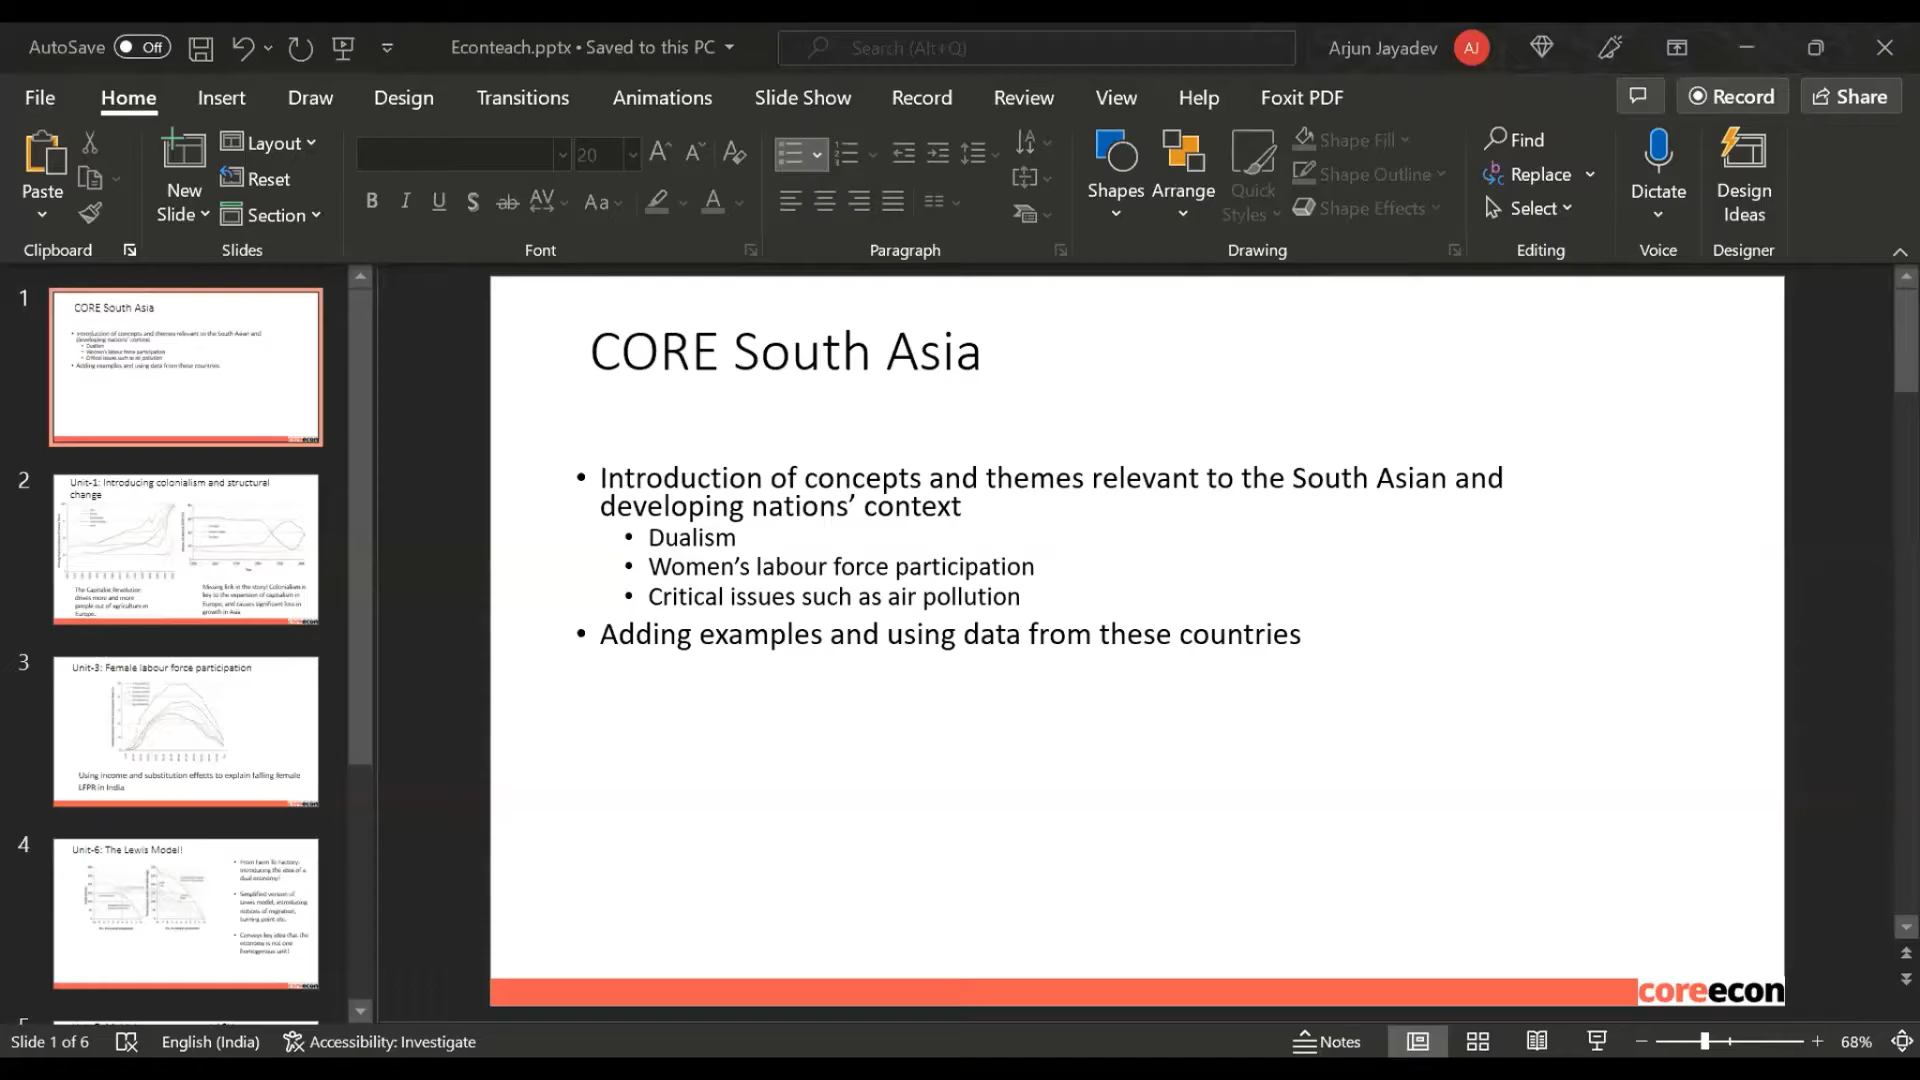 AutoSave Off Econteach.pptx • Saved to this PC Search (Alt+Q) Arjun Jayadev AJ
File Home Insert Draw Design Transitions Animations Slide Show Record Review View Help Foxit PDF Record Share
Paste
New
Slide
Layout
Reset
Section
20
B I U S ab AV Aa A
Shapes
Arrange
Quick
Styles
Shape Fill
Shape Outline
Shape Effects
Find
Replace
Select
Dictate
Design
Ideas
Clipboard Slides Font Paragraph Drawing Editing Voice Designer
1
CORE South Asia
• Introduction of concepts and themes relevant to the South Asian and
developing nations' context
• Dualism
• Women's labour force participation
• Critical issues such as air pollution
• Adding examples and using data from these countries
2
Unit-1: Introducing colonialism and structural
change
The Capitalist Revolution
drives more and more
people out of agriculture in
Europe.
Missing link in the story! Colonialism is
key to the expansion of capitalism in
Europe, and causes significant loss in
growth in Asia
3
Unit-3: Female labour force participation
Using income and substitution effects to explain falling female
LFPR in India
4
Unit-6: The Lewis Model!
• From Farm To Factory:
introducing the idea of a
dual economy!
• Simplified version of
Lewis model, introducing
notions of migration,
turning point etc.
• Conveys key idea that the
economy is not one
homogenous unit!
CORE South Asia
• Introduction of concepts and themes relevant to the South Asian and
developing nations’ context
• Dualism
• Women’s labour force participation
• Critical issues such as air pollution
• Adding examples and using data from these countries
coreecon
Slide 1 of 6 English (India) Accessibility: Investigate Notes 68%